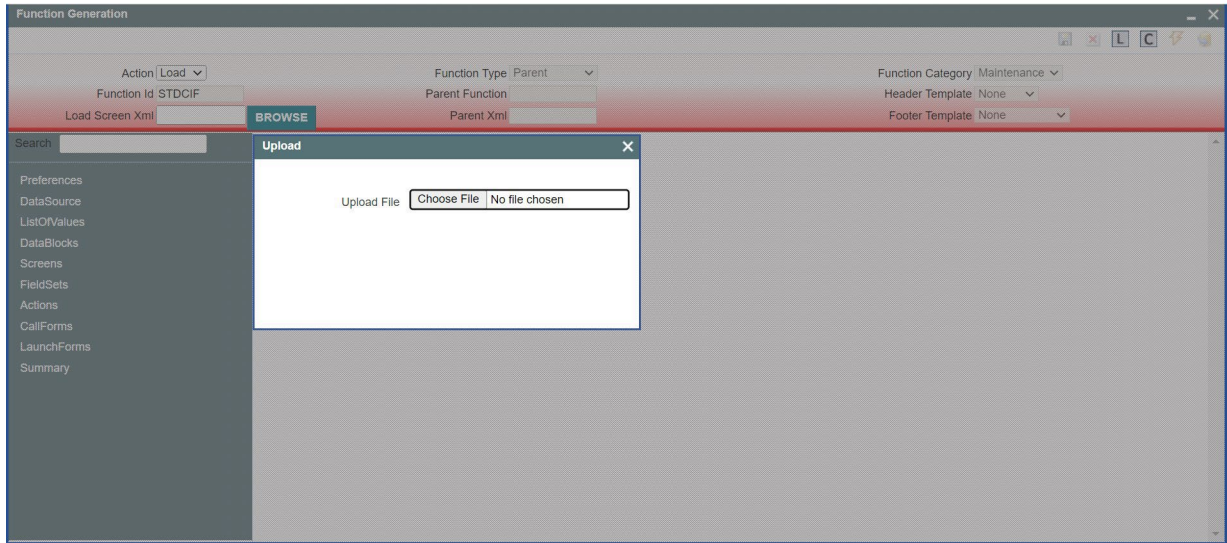 Function Generation
L C
Action Load Function Type Parent Function Category Maintenance
Function Id STDCIF Parent Function Header Template None
Load Screen Xml BROWSE Parent Xml Footer Template None
Search
Upload
Upload File Choose File No file chosen
Preferences
DataSource
ListOfValues
DataBlocks
Screens
FieldSets
Actions
CallForms
LaunchForms
Summary